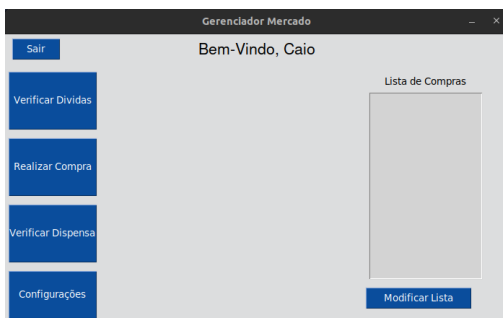 Gerenciador Mercado
Sair
Bem-Vindo, Caio
Lista de Compras
Verificar Dividas
Realizar Compra
Verificar Dispensa
Configurações
Modificar Lista